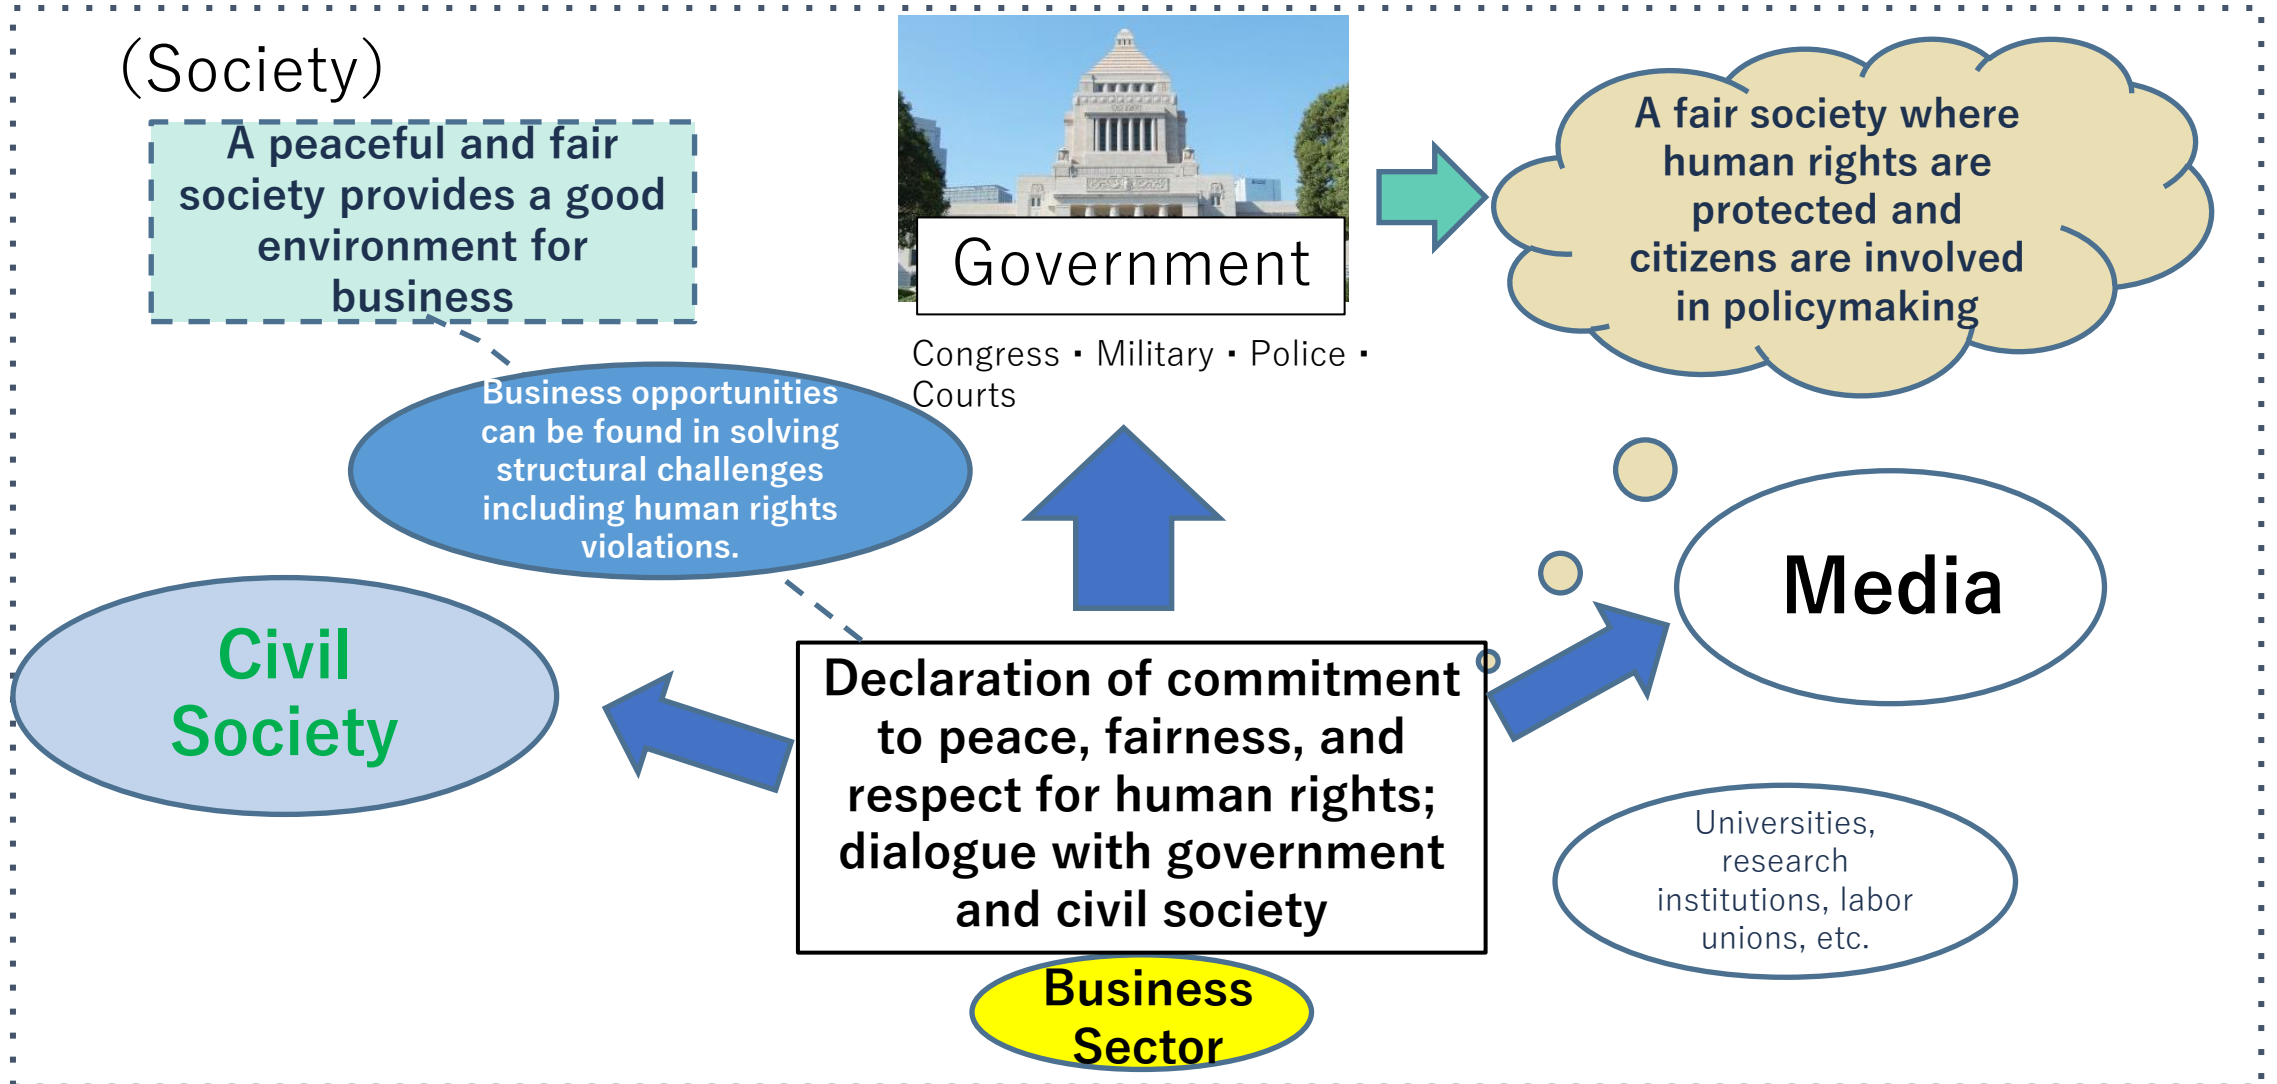 (Society)
A peaceful and fair
society provides a good
environment for
business
Government
Congress・Military・Police・
Courts
A fair society where
human rights are
protected and
citizens are involved
in policymaking
Business opportunities
can be found in solving
structural challenges
including human rights
violations.
Civil
Society
Media
Declaration of commitment
to peace, fairness, and
respect for human rights;
dialogue with government
and civil society
Universities,
research
institutions, labor
unions, etc.
Business
Sector